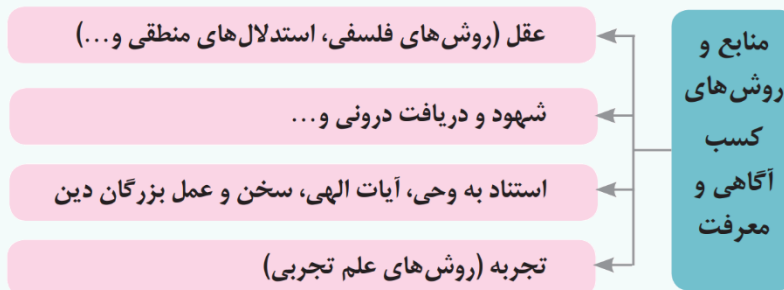 منابع و
روش‌های
کسب
آگاهی و
معرفت
عقل (روش‌های فلسفی، استدلال‌های منطقی و...)
شهود و دریافت درونی و...
استناد به وحی، آیات الهی، سخن و عمل بزرگان دین
تجربه (روش‌های علم تجربی)